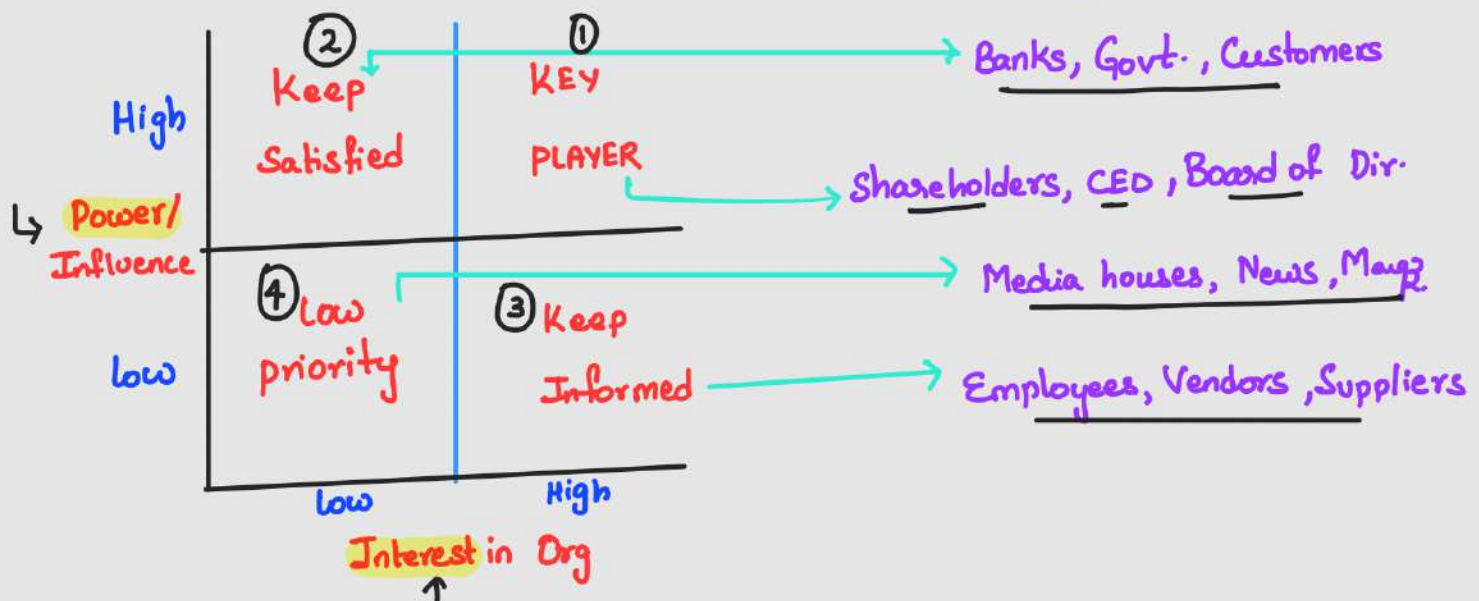 ② ①
Keep KEY
Satisfied PLAYER
High
Power/
Influence
Banks, Govt., Customers
Shareholders, CEO, Board of Dir.
④ Low
priority
③ Keep
Informed
Low
Media houses, News,
Employees, Vendors, Suppliers
Low High
Interest in Org